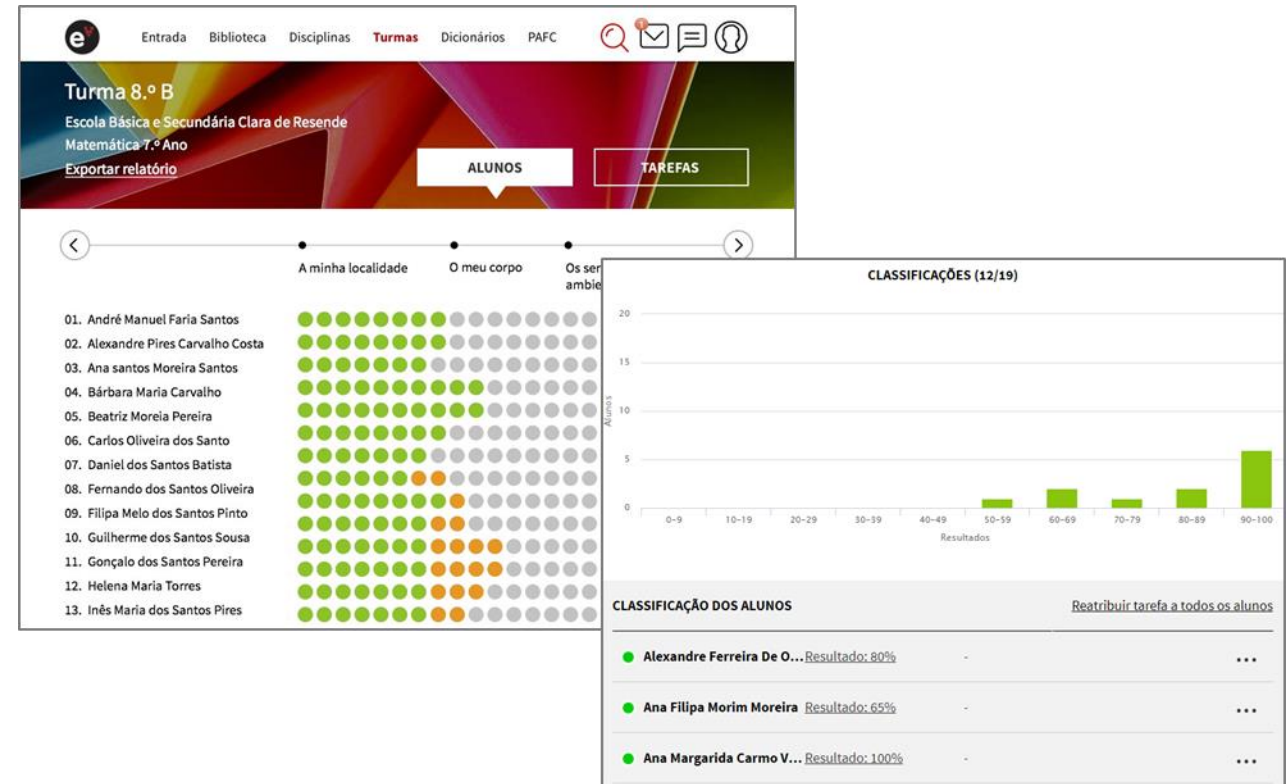 ev
Entrada Biblioteca Disciplinas Turmas Dicionários PAFC
1
Turma 8.º B
Escola Básica e Secundária Clara de Resende
Matemática 7.º Ano
Exportar relatório
ALUNOS TAREFAS
A minha localidade O meu corpo Os ser
ambie
01. André Manuel Faria Santos
02. Alexandre Pires Carvalho Costa
03. Ana santos Moreira Santos
04. Bárbara Maria Carvalho
05. Beatriz Moreia Pereira
06. Carlos Oliveira dos Santo
07. Daniel dos Santos Batista
08. Fernando dos Santos Oliveira
09. Filipa Melo dos Santos Pinto
10. Guilherme dos Santos Sousa
11. Gonçalo dos Santos Pereira
12. Helena Maria Torres
13. Inês Maria dos Santos Pires
CLASSIFICAÇÕES (12/19)
20
15
10
5
0
Alunos
0-9 10-19 20-29 30-39 40-49 50-59 60-69 70-79 80-89 90-100
Resultados
CLASSIFICAÇÃO DOS ALUNOS Reatribuir tarefa a todos os alunos
Alexandre Ferreira De O... Resultado: 80% - ...
Ana Filipa Morim Moreira Resultado: 65% - ...
Ana Margarida Carmo V... Resultado: 100% - ...